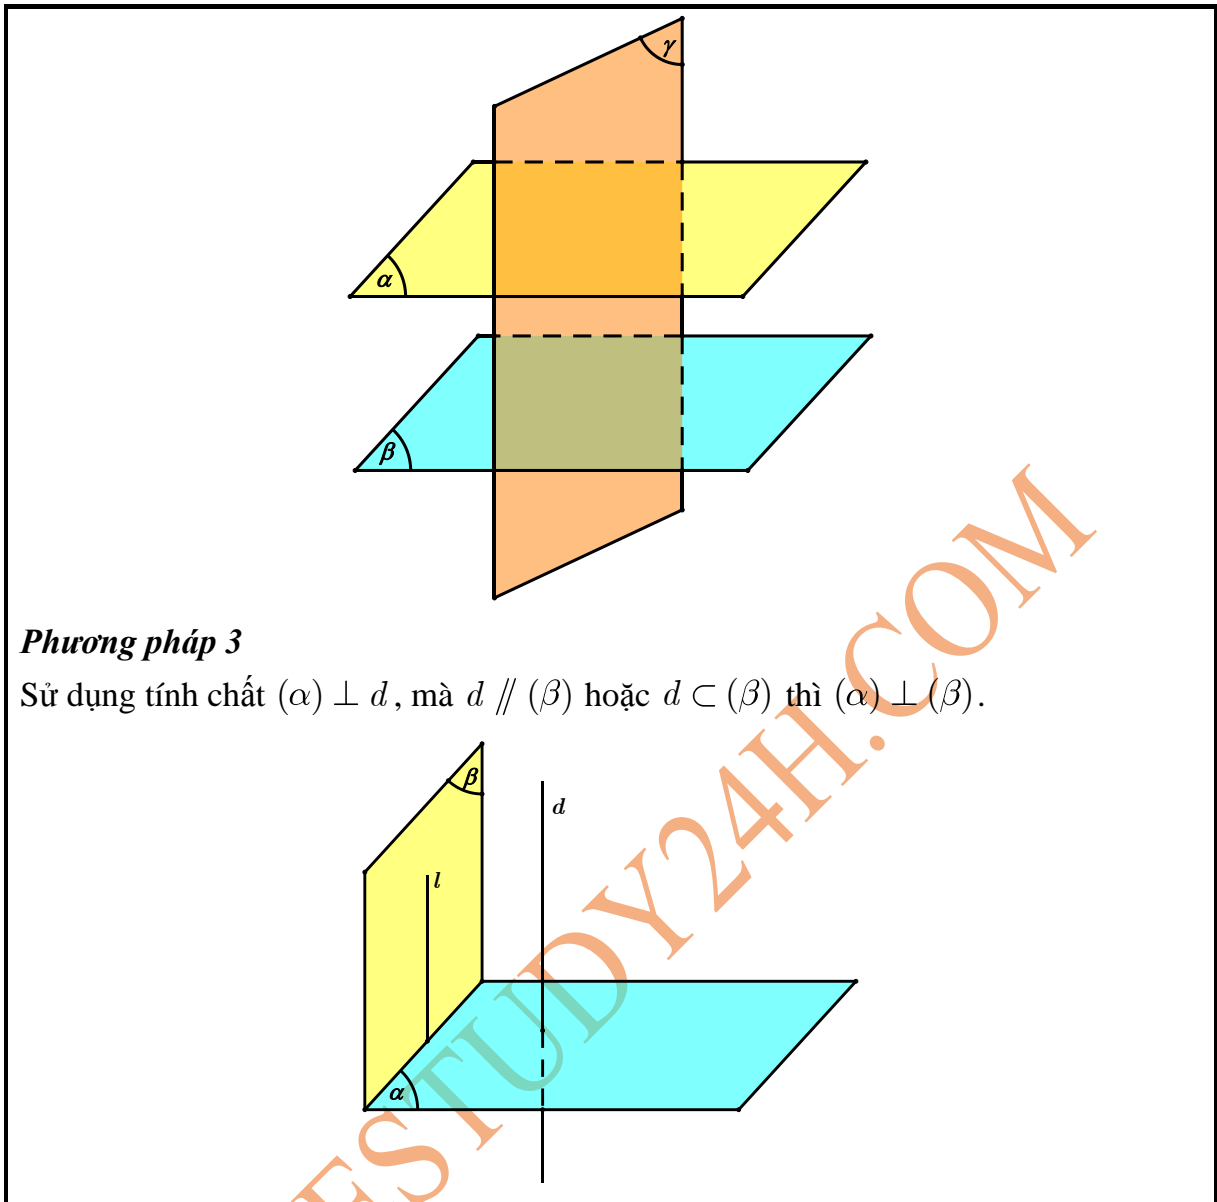 γ
α
β
Phương pháp 3
Sử dụng tính chất (α) ⊥ d, mà d // (β) hoặc d ⊂ (β) thì (α) ⊥ (β).
β
d
l
α
ESTUDY24H.COM